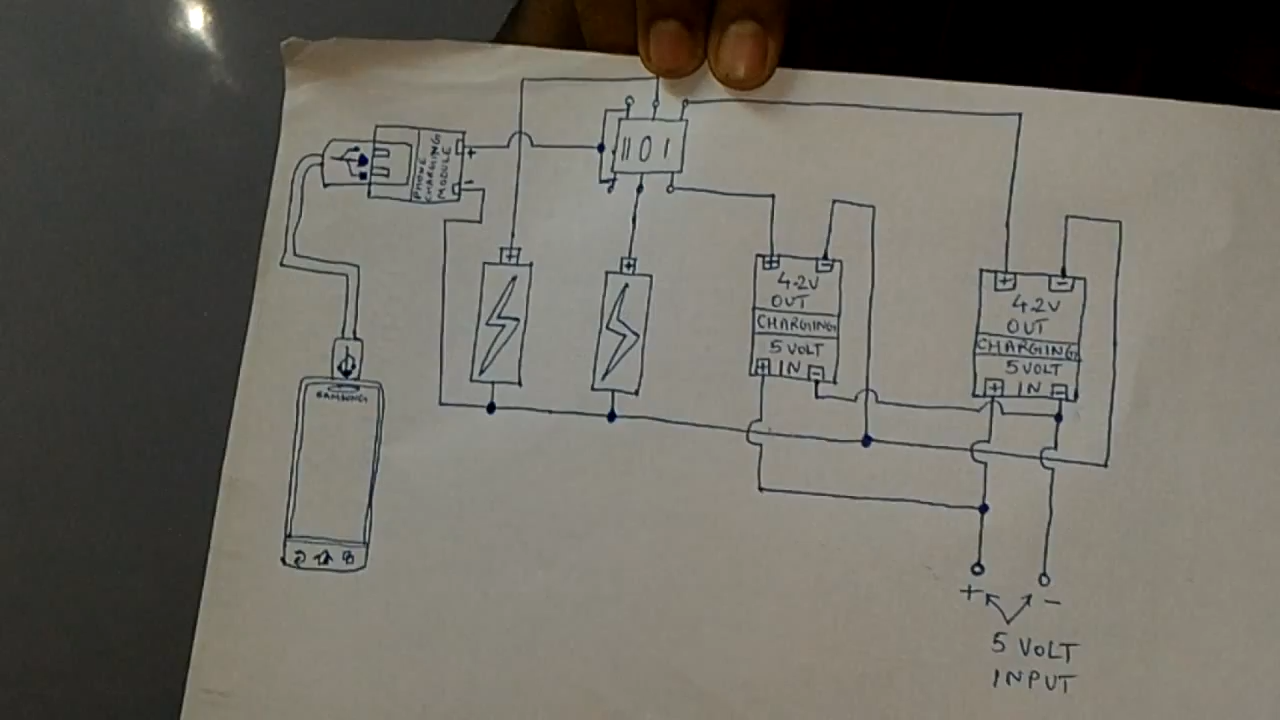 PHONE
CHARGING
MODULE
+
-
II O I
+
+
+ -
4.2V
OUT
CHARGING
5 VOLT
IN
+ -
+ -
4.2V
OUT
CHARGING
5 VOLT
IN
+ -
SAMSUNG
+ -
5 VOLT
INPUT